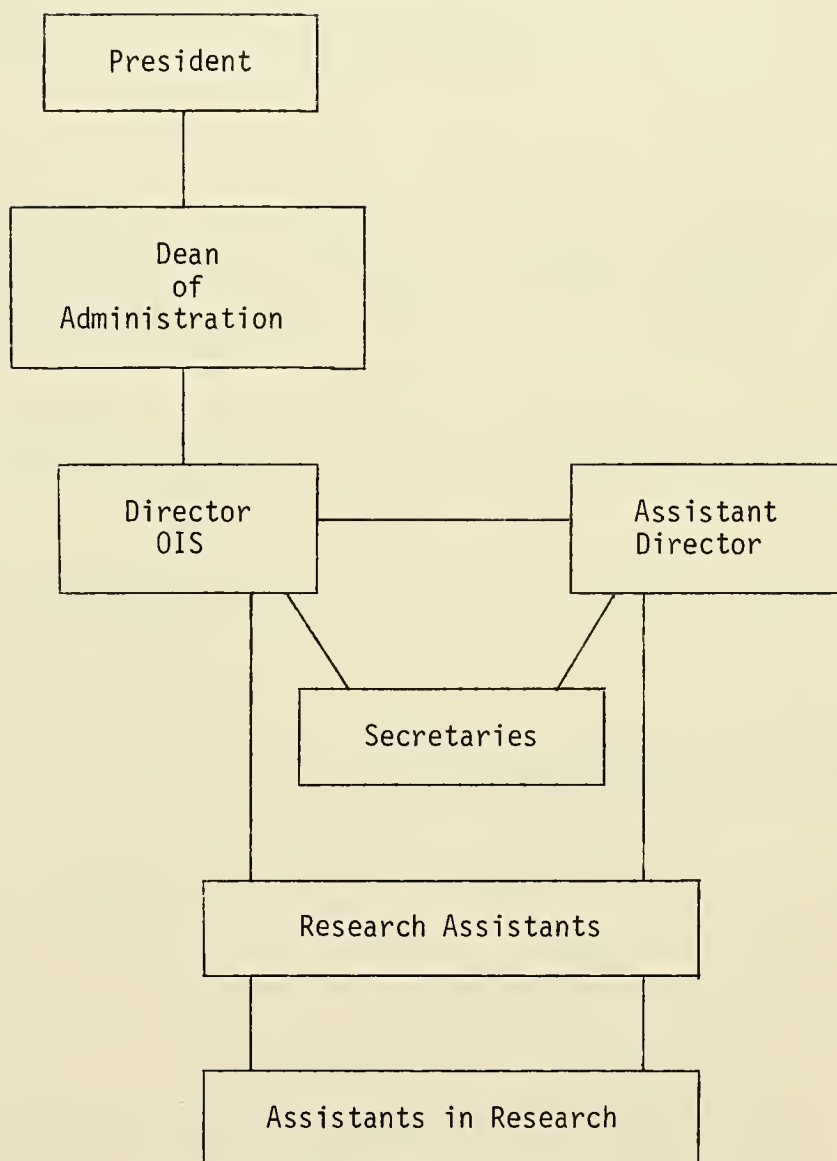 President
Dean
of
Administration
Director
OIS
Assistant
Director
Secretaries
Research Assistants
Assistants in Research